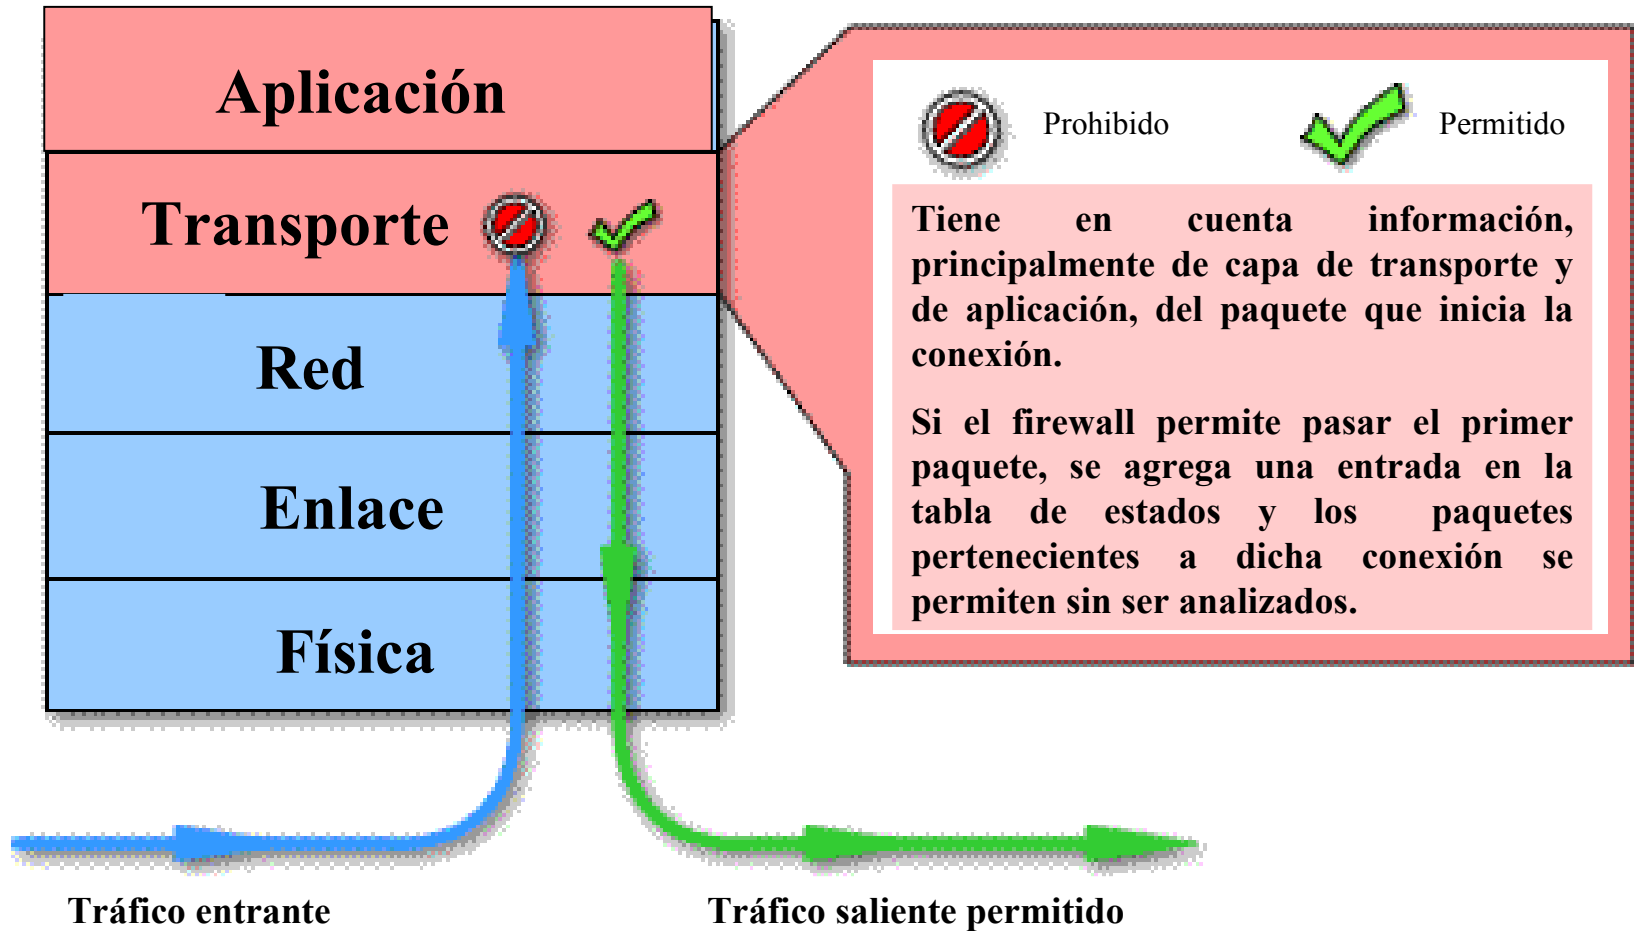 Aplicación
Transporte
Red
Enlace
Física
Prohibido
Permitido
Tiene en cuenta información,
principalmente de capa de transporte y
de aplicación, del paquete que inicia la
conexión.
Si el firewall permite pasar el primer
paquete, se agrega una entrada en la
tabla de estados y los paquetes
pertenecientes a dicha conexión se
permiten sin ser analizados.
Tráfico entrante
Tráfico saliente permitido